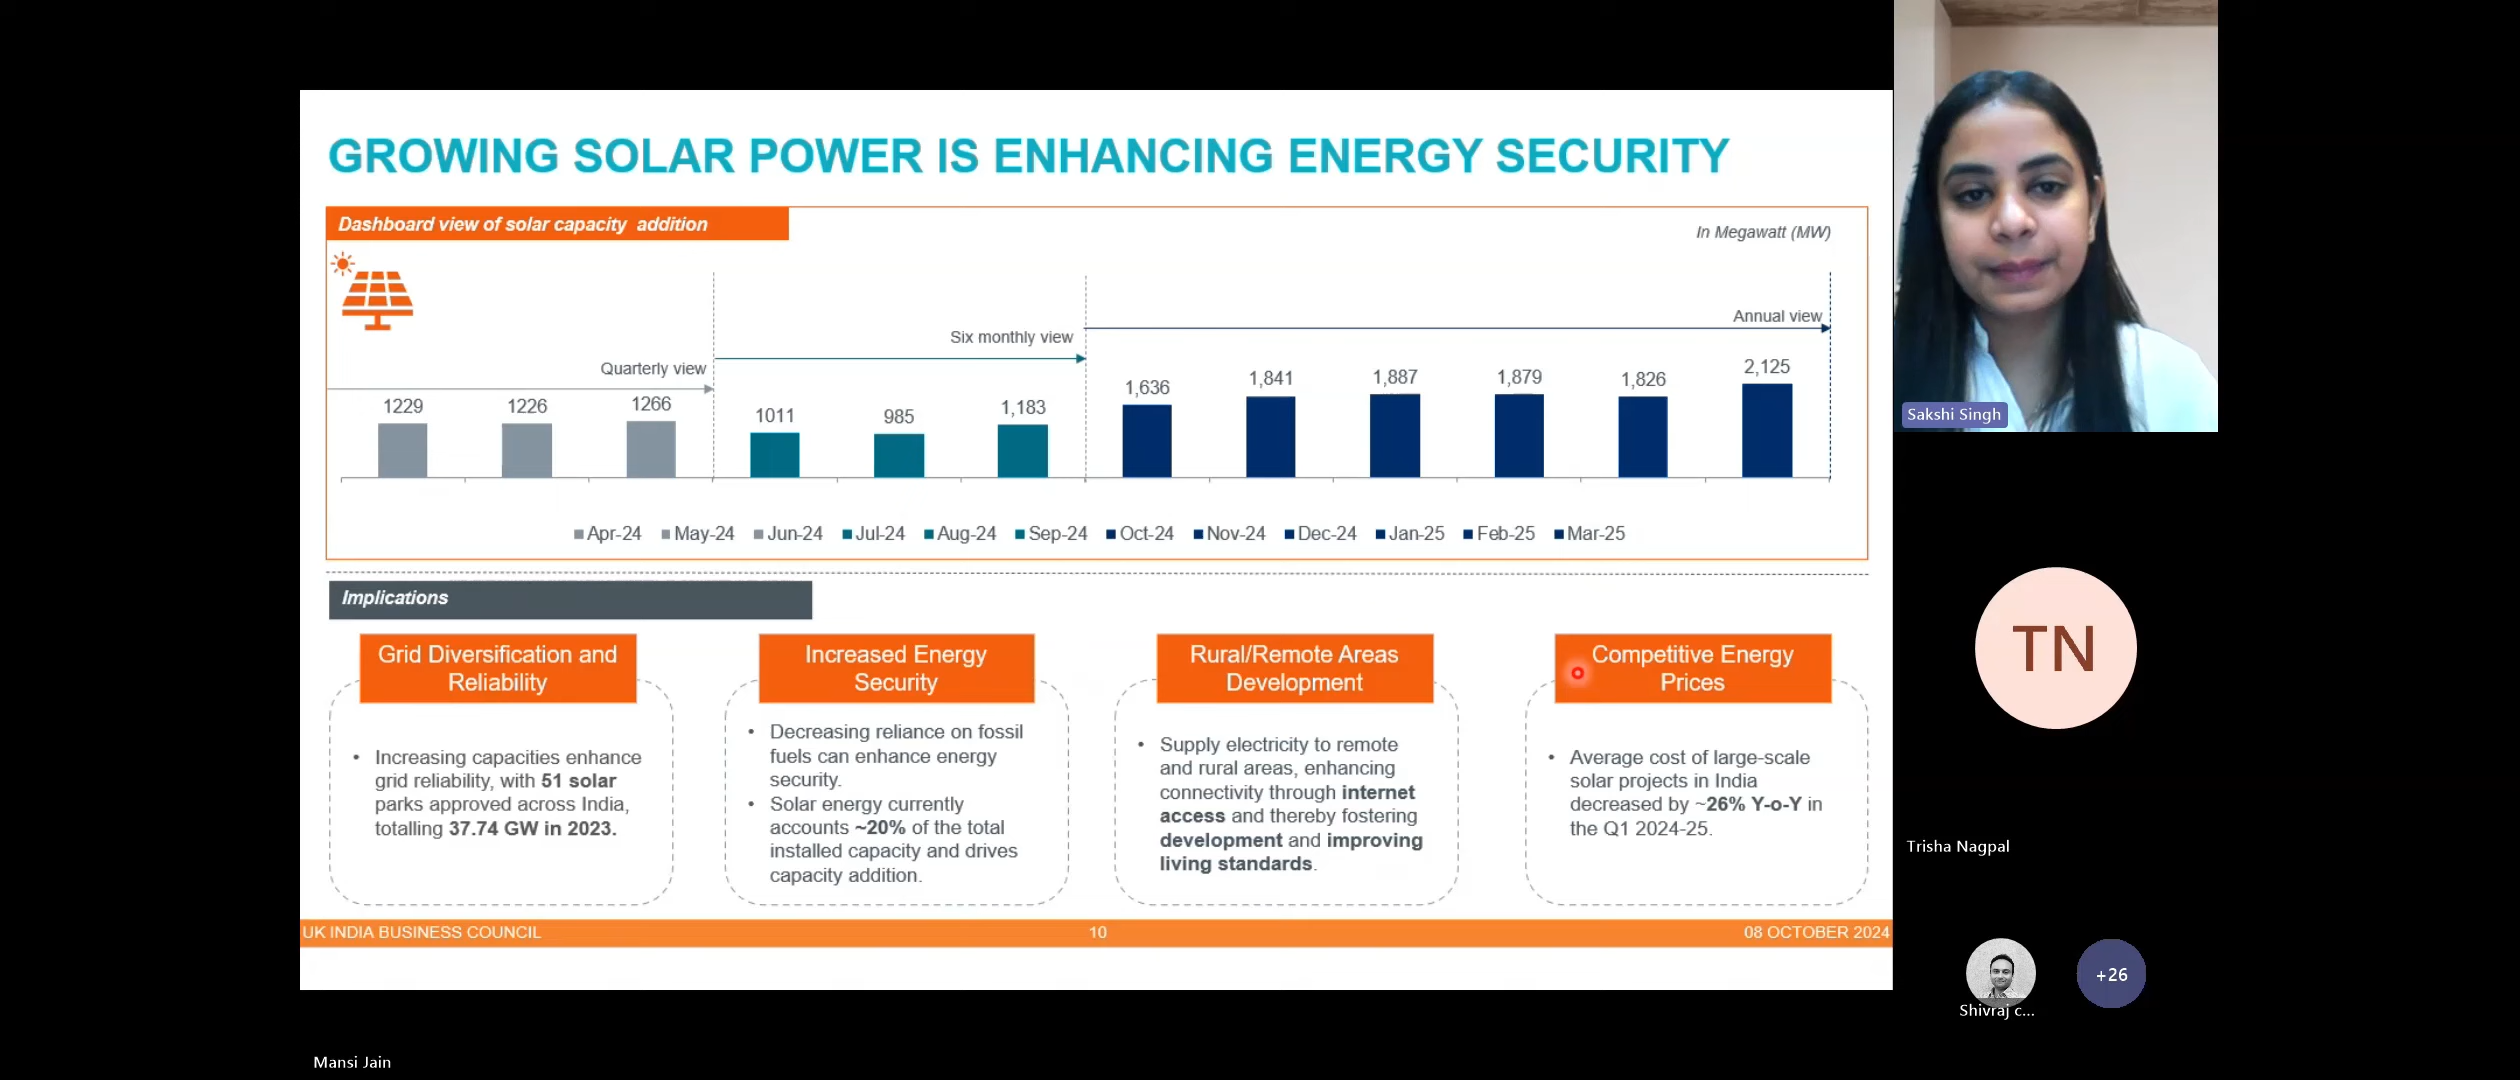 GROWING SOLAR POWER IS ENHANCING ENERGY SECURITY
Dashboard view of solar capacity addition
In Megawatt (MW)
Quarterly view
Six monthly view
Annual view
1229
1226
1266
1011
985
1,183
1,636
1,841
1,887
1,879
1,826
2,125
Apr-24 May-24 Jun-24 Jul-24 Aug-24 Sep-24 Oct-24 Nov-24 Dec-24 Jan-25 Feb-25 Mar-25
Implications
Grid Diversification and
Reliability
• Increasing capacities enhance
grid reliability, with 51 solar
parks approved across India,
totalling 37.74 GW in 2023.
Increased Energy
Security
• Decreasing reliance on fossil
fuels can enhance energy
security.
• Solar energy currently
accounts ~20% of the total
installed capacity and drives
capacity addition.
Rural/Remote Areas
Development
• Supply electricity to remote
and rural areas, enhancing
connectivity through internet
access and thereby fostering
development and improving
living standards.
Competitive Energy
Prices
• Average cost of large-scale
solar projects in India
decreased by ~26% Y-o-Y in
the Q1 2024-25.
UK INDIA BUSINESS COUNCIL
10
08 OCTOBER 2024
Sakshi Singh
TN
Trisha Nagpal
Shivraj c...
+26
Mansi Jain